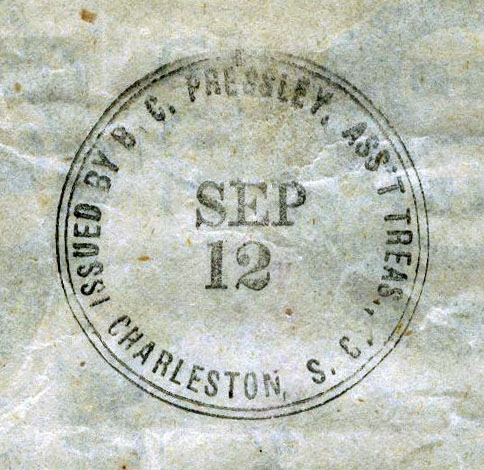 ISSUED BY B. C. PRESSLEY, ASS'T TREAS.,
CHARLESTON, S. C.
SEP
12